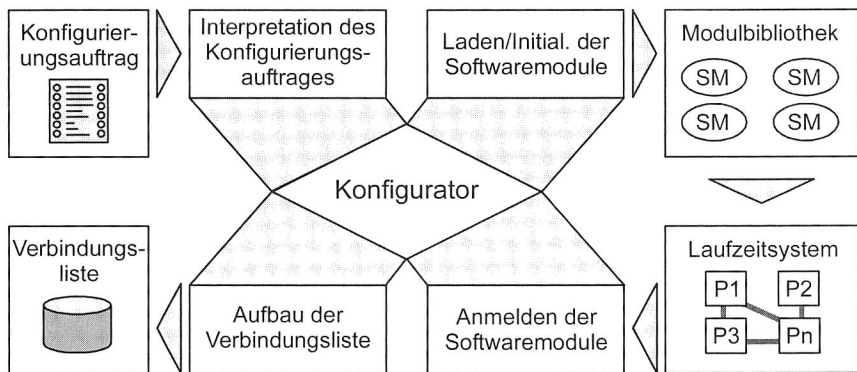 Konfigurier-
ungsauftrag
Interpretation des
Konfigurierungs-
auftrages
Laden/Initial. der
Softwaremodule
Modulbibliothek
SM SM
SM SM
Konfigurator
Verbindungs-
liste
Aufbau der
Verbindungsliste
Anmelden der
Softwaremodule
Laufzeitsystem
P1 P2
P3 Pn